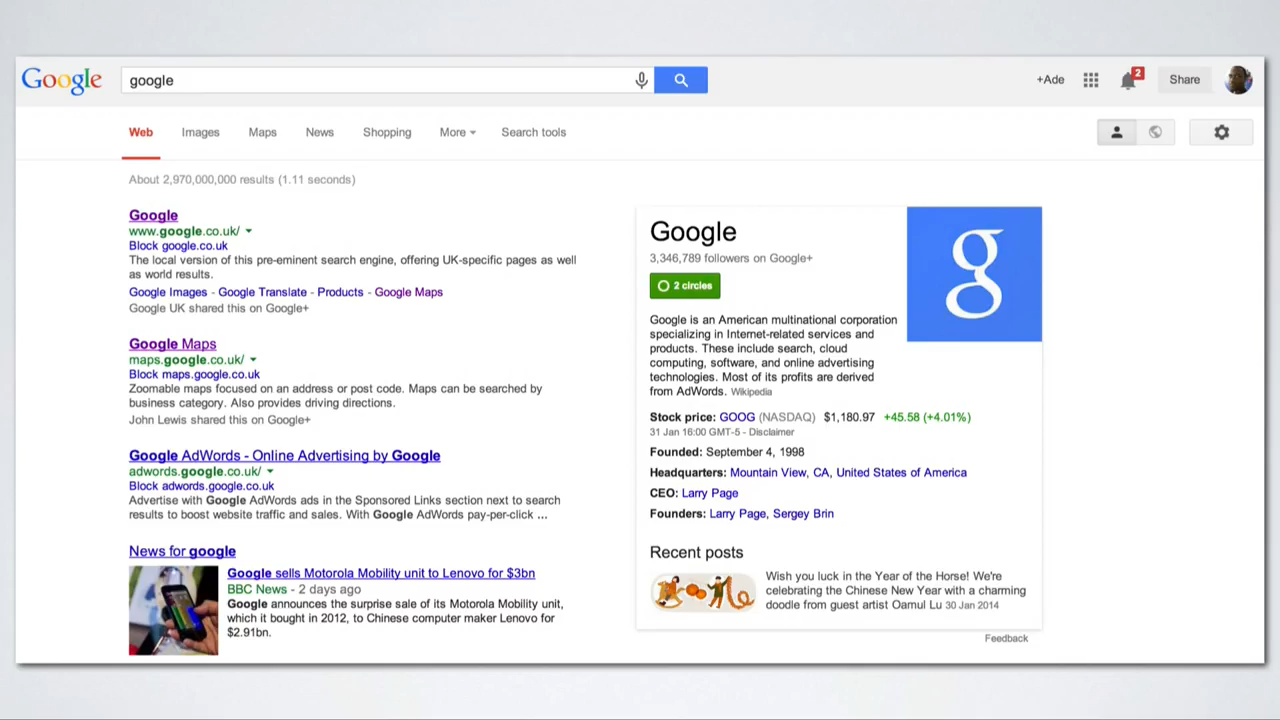 Google
google
+Ade
2
Share
Web Images Maps News Shopping More Search tools
About 2,970,000,000 results (1.11 seconds)
Google
www.google.co.uk/
Block google.co.uk
The local version of this pre-eminent search engine, offering UK-specific pages as well
as world results.
Google Images - Google Translate - Products - Google Maps
Google UK shared this on Google+
Google Maps
maps.google.co.uk/
Block maps.google.co.uk
Zoomable maps focused on an address or post code. Maps can be searched by
business category. Also provides driving directions.
John Lewis shared this on Google+
Google AdWords - Online Advertising by Google
adwords.google.co.uk/
Block adwords.google.co.uk
Advertise with Google AdWords ads in the Sponsored Links section next to search
results to boost website traffic and sales. With Google AdWords pay-per-click ...
News for google
Google sells Motorola Mobility unit to Lenovo for $3bn
BBC News - 2 days ago
Google announces the surprise sale of its Motorola Mobility unit,
which it bought in 2012, to Chinese computer maker Lenovo for
$2.91bn.
Google
3,346,789 followers on Google+
2 circles
g
Google is an American multinational corporation
specializing in Internet-related services and
products. These include search, cloud
computing, software, and online advertising
technologies. Most of its profits are derived
from AdWords. Wikipedia
Stock price: GOOG (NASDAQ) $1,180.97 +45.58 (+4.01%)
31 Jan 16:00 GMT-5 - Disclaimer
Founded: September 4, 1998
Headquarters: Mountain View, CA, United States of America
CEO: Larry Page
Founders: Larry Page, Sergey Brin
Recent posts
Wish you luck in the Year of the Horse! We're
celebrating the Chinese New Year with a charming
doodle from guest artist Oamul Lu 30 Jan 2014
Feedback